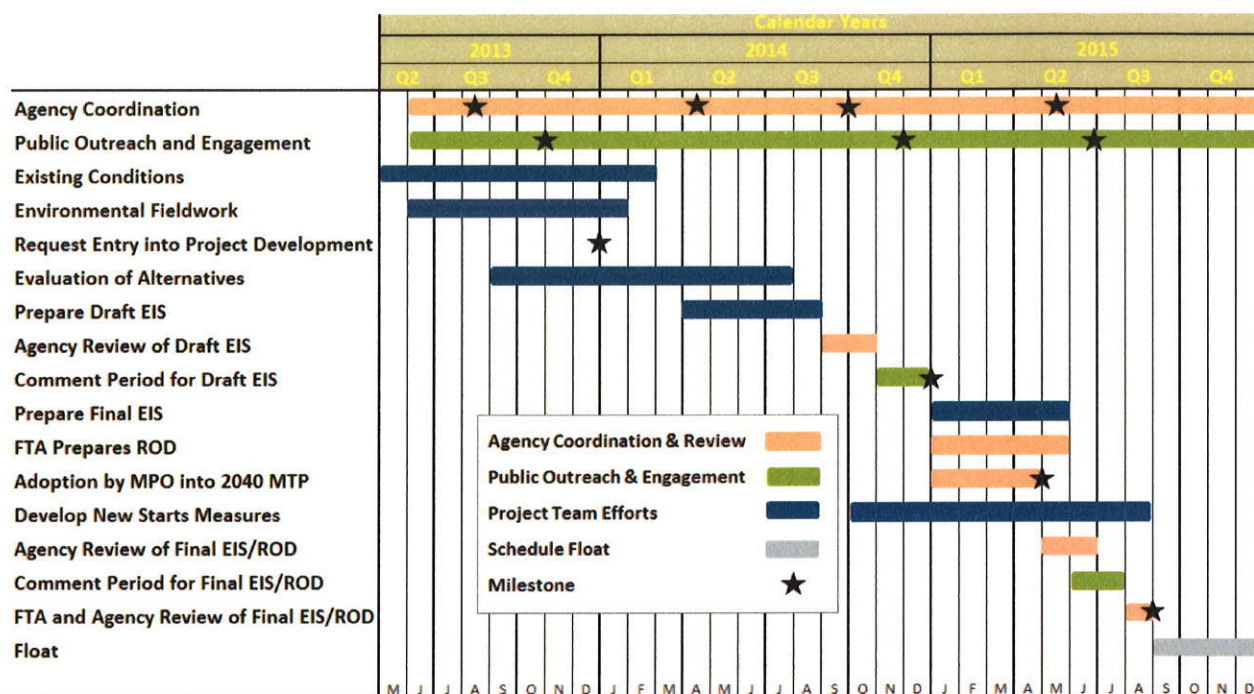 Calendar Years
2013 2014 2015
Q2 Q3 Q4 Q1 Q2 Q3 Q4 Q1 Q2 Q3 Q4
Agency Coordination
Public Outreach and Engagement
Existing Conditions
Environmental Fieldwork
Request Entry into Project Development
Evaluation of Alternatives
Prepare Draft EIS
Agency Review of Draft EIS
Comment Period for Draft EIS
Prepare Final EIS
FTA Prepares ROD
Adoption by MPO into 2040 MTP
Develop New Starts Measures
Agency Review of Final EIS/ROD
Comment Period for Final EIS/ROD
FTA and Agency Review of Final EIS/ROD
Float
Agency Coordination & Review
Public Outreach & Engagement
Project Team Efforts
Schedule Float
Milestone
M J J A S O N D J F M A M J J A S O N D J F M A M J J A S O N D